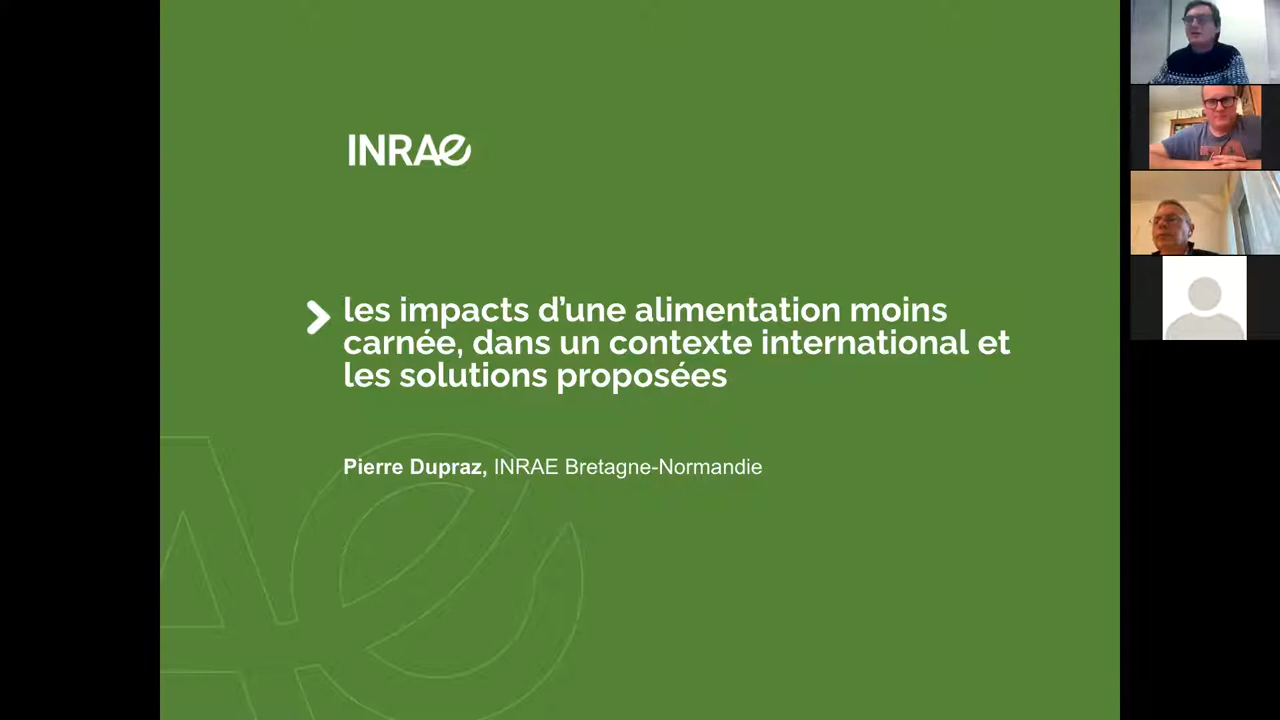 INRAE
les impacts d’une alimentation moins
carnée, dans un contexte international et
les solutions proposées
Pierre Dupraz, INRAE Bretagne-Normandie